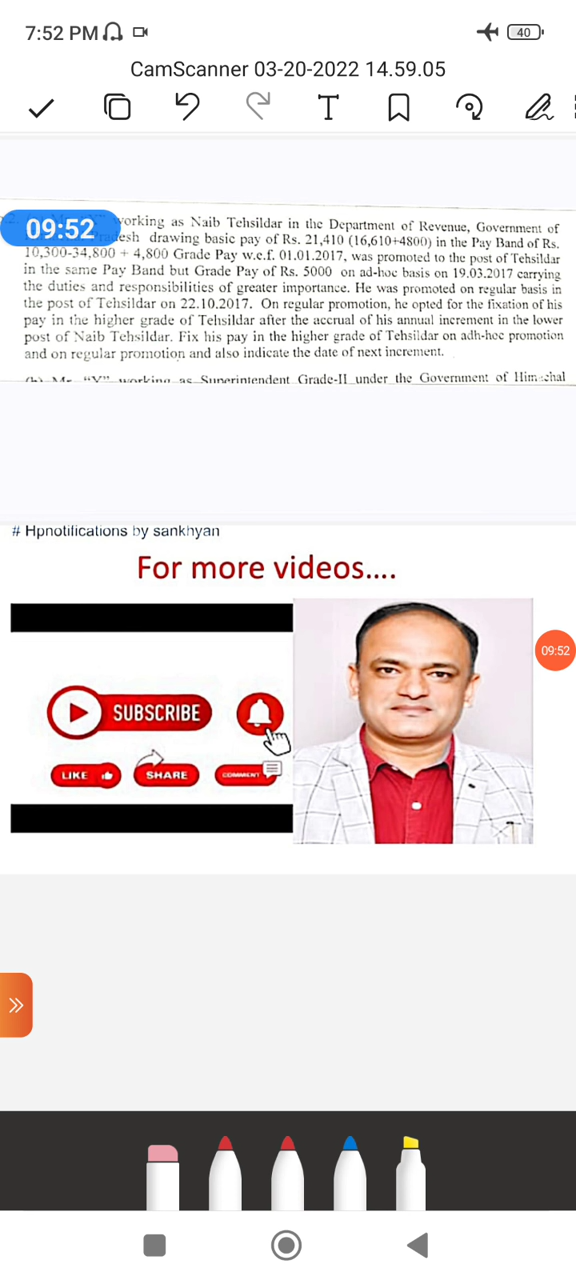 7:52 PM
40
CamScanner 03-20-2022 14.59.05
T
09:52
working as Naib Tehsildar in the Department of Revenue, Government of
drawing basic pay of Rs. 21,410 (16,610+4800) in the Pay Band of Rs.
10,300-34,800 + 4,800 Grade Pay w.e.f. 01.01.2017, was promoted to the post of Tehsildar
in the same Pay Band but Grade Pay of Rs. 5000 on ad-hoc basis on 19.03.2017 carrying
the duties and responsibilities of greater importance. He was promoted on regular basis in
the post of Tehsildar on 22.10.2017. On regular promotion, he opted for the fixation of his
pay in the higher grade of Tehsildar after the accrual of his annual increment in the lower
post of Naib Tehsildar. Fix his pay in the higher grade of Tehsildar on adh-hoc promotion
and on regular promotion and also indicate the date of next increment.
(b) Mr. "Y" working as Superintendent Grade-II under the Government of Himachal
# Hpnotifications by sankhyan
For more videos....
SUBSCRIBE
LIKE
SHARE
COMMENT
09:52